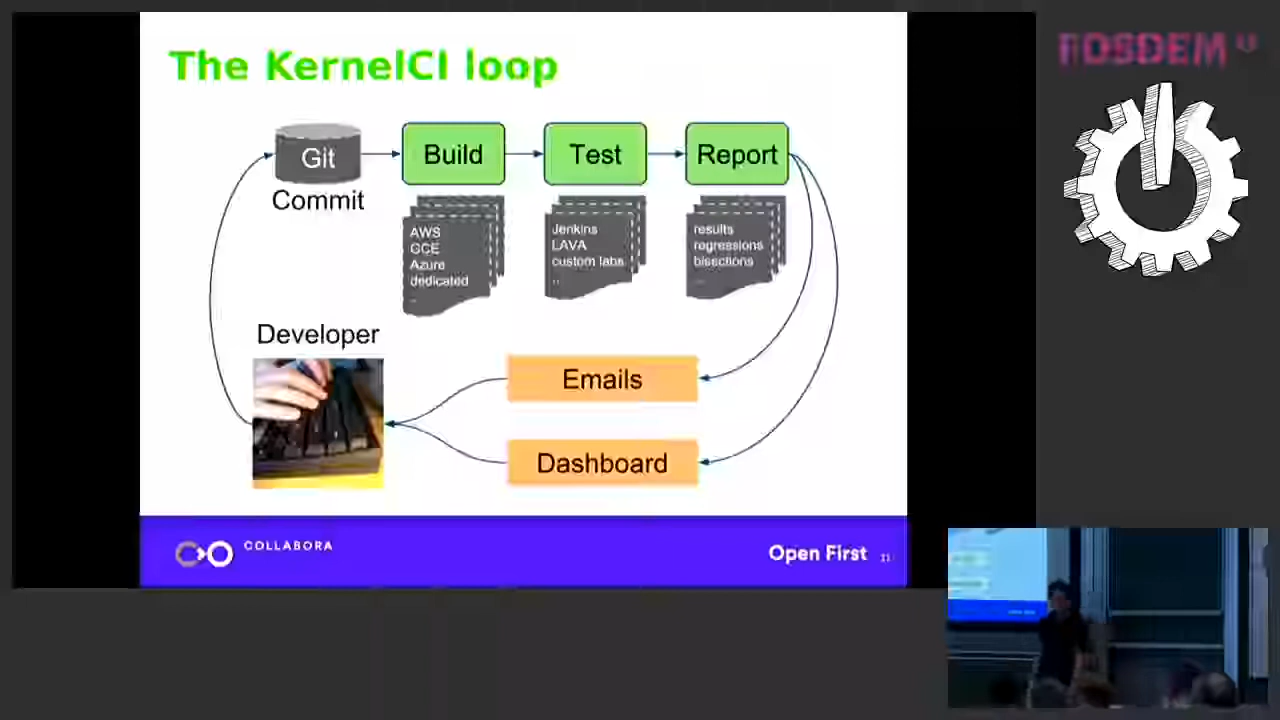 The KernelCI loop
FOSDEM
Git
Build
Test
Report
Commit
AWS
GCE
Azure
dedicated
..
Jenkins
LAVA
custom labs
..
results
regressions
bisections
...
Developer
Emails
Dashboard
COLLABORA
Open First
11